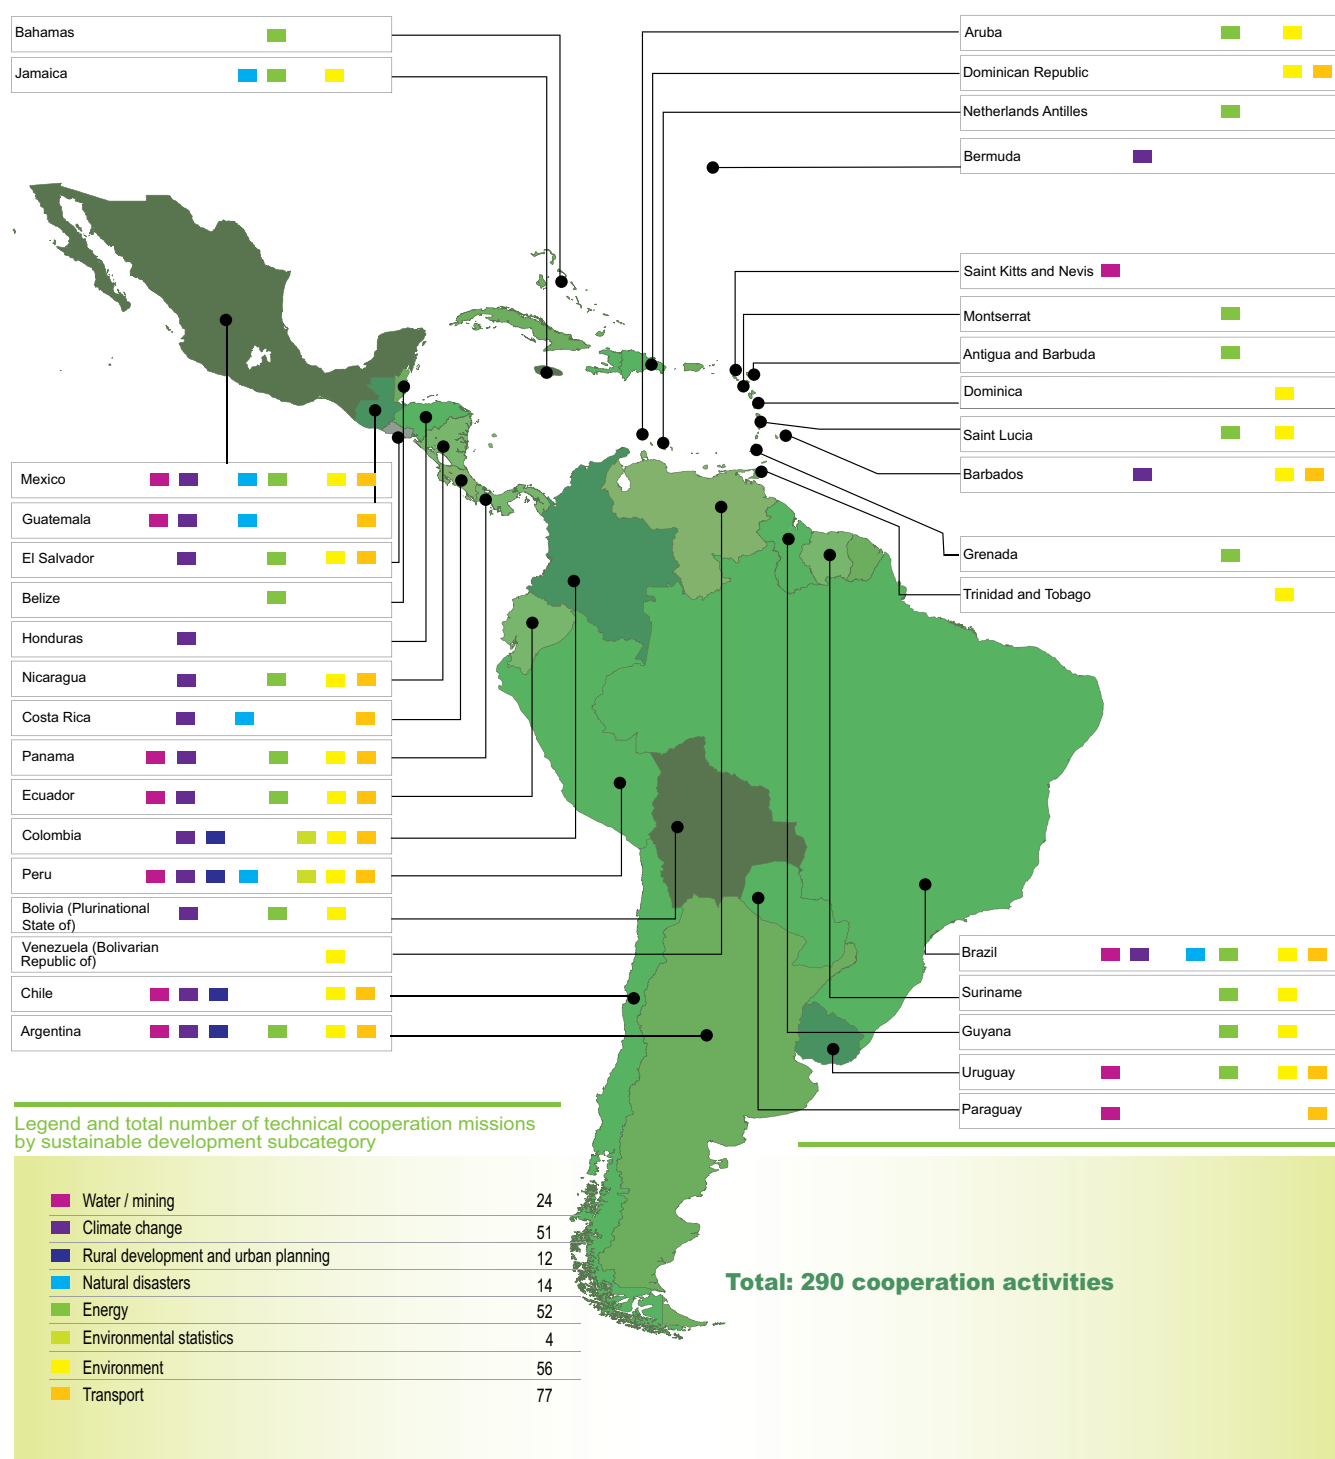 Bahamas
Jamaica
Aruba
Dominican Republic
Netherlands Antilles
Bermuda
Saint Kitts and Nevis
Montserrat
Antigua and Barbuda
Dominica
Saint Lucia
Barbados
Grenada
Trinidad and Tobago
Mexico
Guatemala
El Salvador
Belize
Honduras
Nicaragua
Costa Rica
Panama
Ecuador
Colombia
Peru
Bolivia (Plurinational
State of)
Venezuela (Bolivarian
Republic of)
Chile
Argentina
Brazil
Suriname
Guyana
Uruguay
Paraguay
Legend and total number of technical cooperation missions
by sustainable development subcategory
Water / mining 24
Climate change 51
Rural development and urban planning 12
Natural disasters 14
Energy 52
Environmental statistics 4
Environment 56
Transport 77
Total: 290 cooperation activities